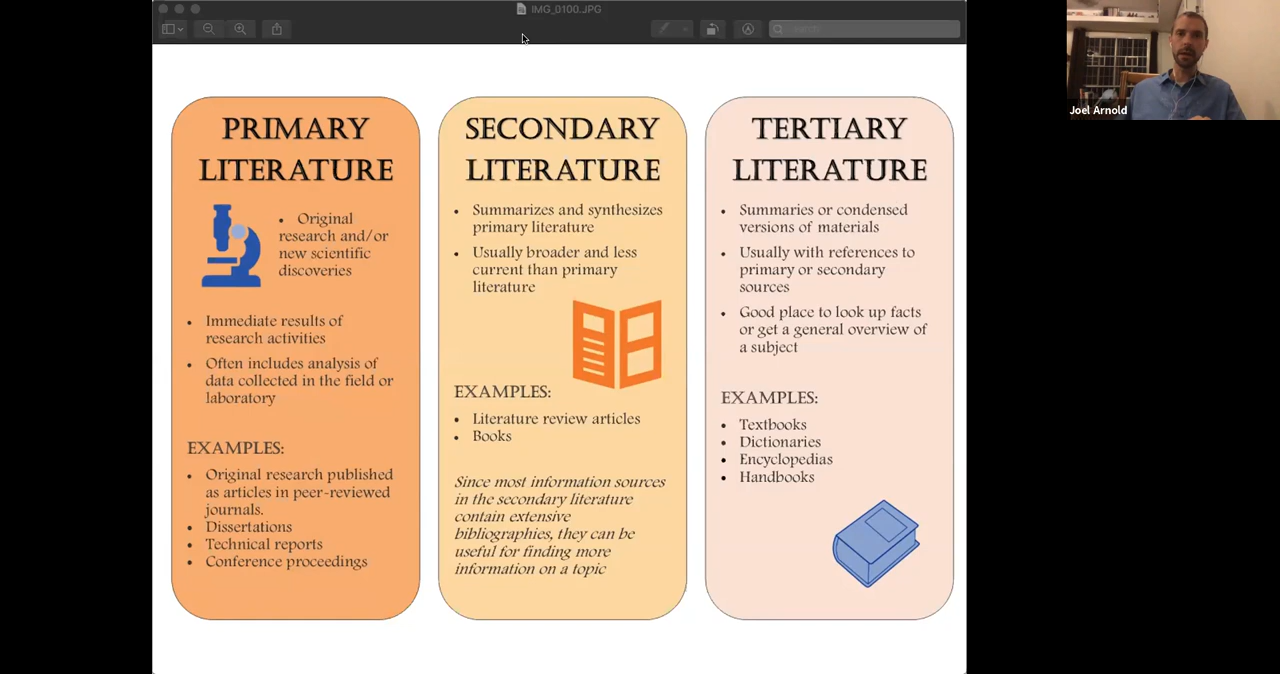 IMG_0100.JPG
Joel Arnold
PRIMARY
LITERATURE
• Original
research and/or
new scientific
discoveries
• Immediate results of
research activities
• Often includes analysis of
data collected in the field or
laboratory
EXAMPLES:
• Original research published
as articles in peer-reviewed
journals.
• Dissertations
• Technical reports
• Conference proceedings
SECONDARY
LITERATURE
• Summarizes and synthesizes
primary literature
• Usually broader and less
current than primary
literature
EXAMPLES:
• Literature review articles
• Books
Since most information sources
in the secondary literature
contain extensive
bibliographies, they can be
useful for finding more
information on a topic
TERTIARY
LITERATURE
• Summaries or condensed
versions of materials
• Usually with references to
primary or secondary
sources
• Good place to look up facts
or get a general overview of
a subject
EXAMPLES:
• Textbooks
• Dictionaries
• Encyclopedias
• Handbooks